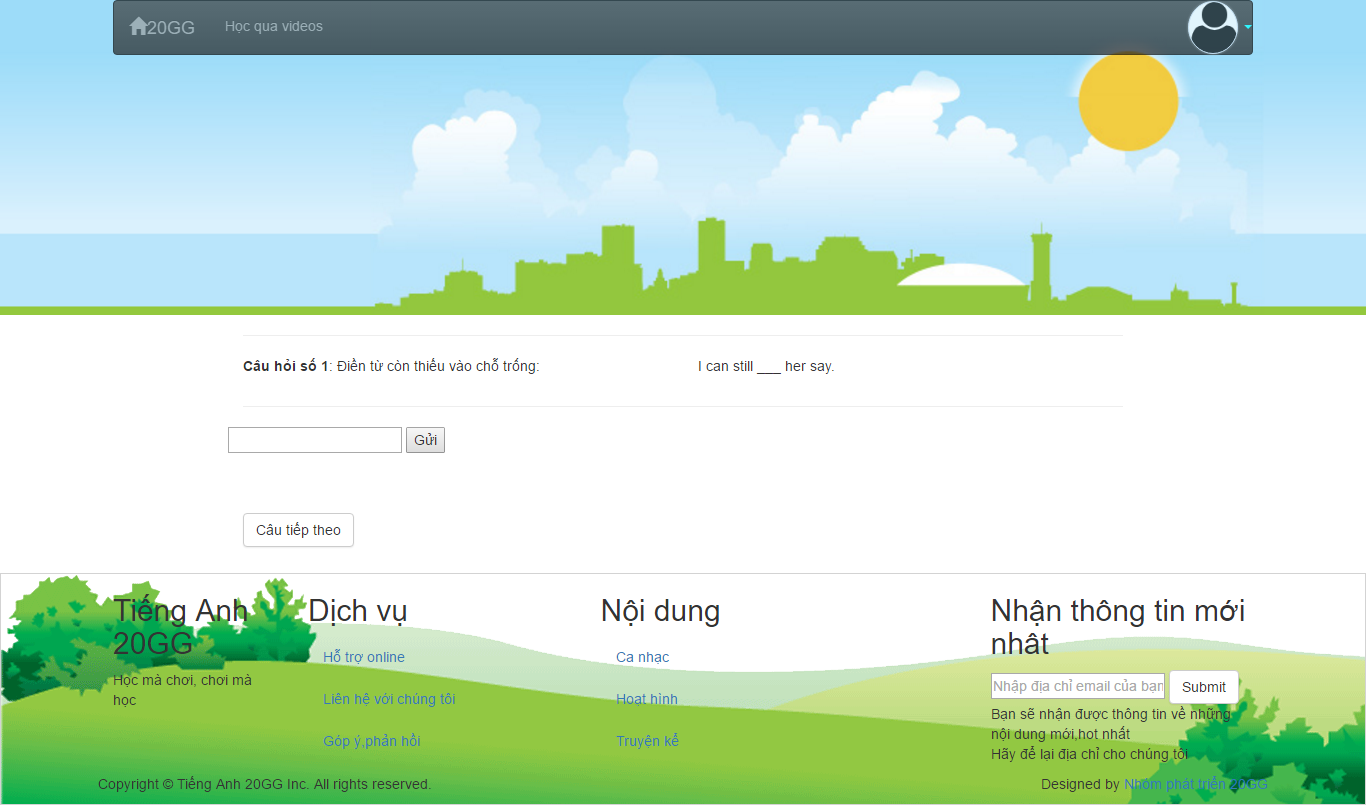 20GG Học qua videos
Câu hỏi số 1: Điền từ còn thiếu vào chỗ trống: I can still ___ her say.
Gửi
Câu tiếp theo
Tiếng Anh
20GG
Học mà chơi, chơi mà
học
Dịch vụ
Hỗ trợ online
Liên hệ với chúng tôi
Góp ý,phản hồi
Nội dung
Ca nhạc
Hoạt hình
Truyện kể
Nhận thông tin mới
nhất
Nhập địa chỉ email của bạn Submit
Bạn sẽ nhận được thông tin về những
nội dung mới,hot nhất
Hãy để lại địa chỉ cho chúng tôi
Copyright © Tiếng Anh 20GG Inc. All rights reserved. Designed by Nhóm phát triển 20GG